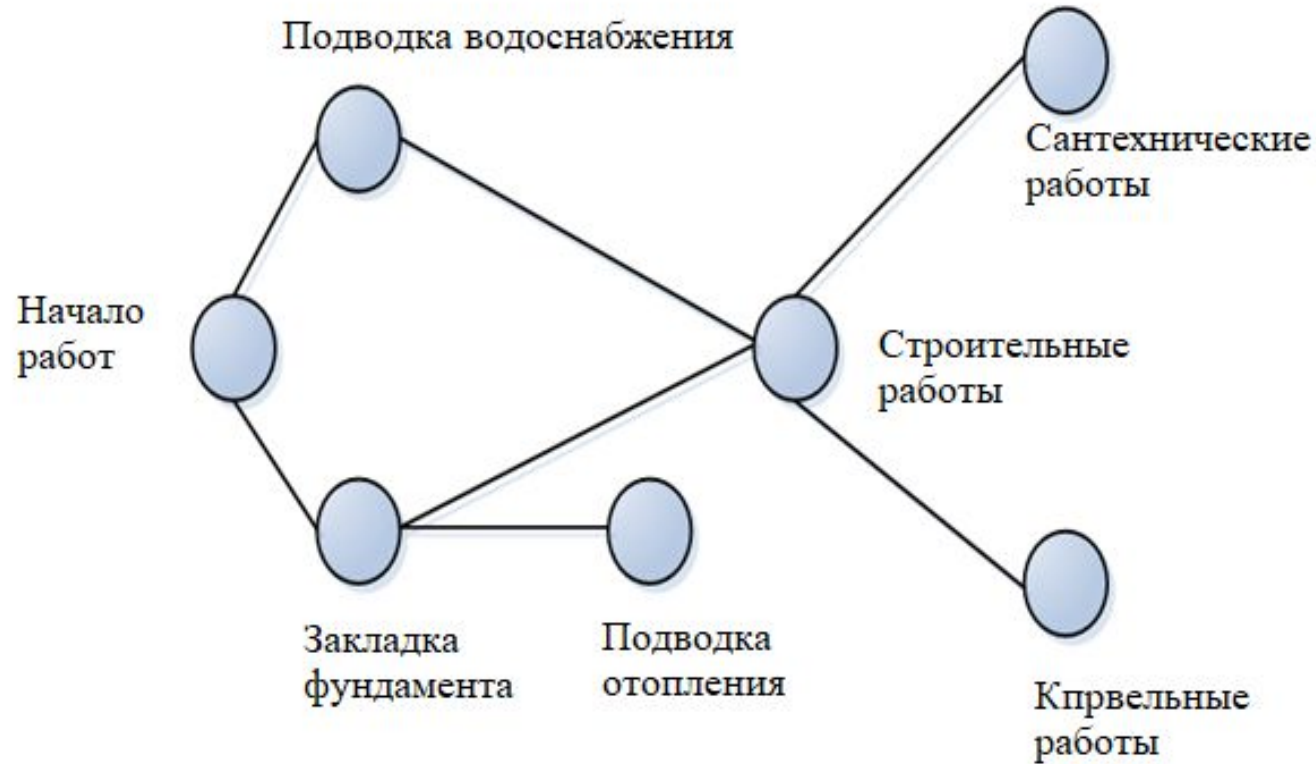 Подводка водоснабжения
Сантехнические
работы
Начало
работ
Строительные
работы
Закладка
фундамента
Подводка
отопления
Кпрвельные
работы